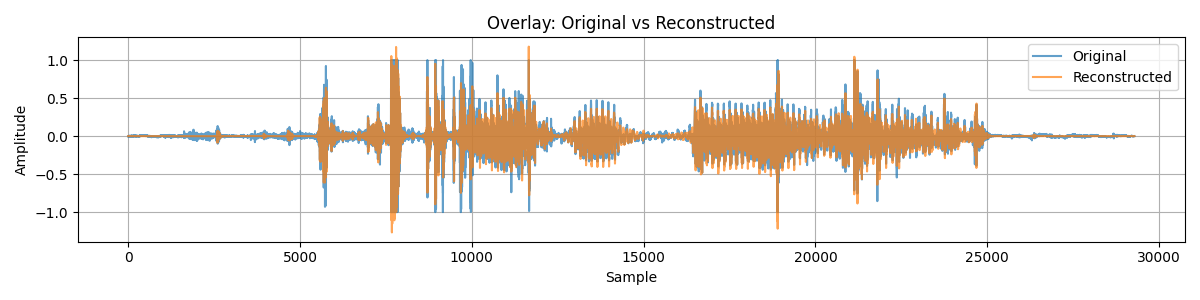 Overlay: Original vs Reconstructed
Original
Reconstructed
Amplitude
1.0
0.5
0.0
−0.5
−1.0
0 5000 10000 15000 20000 25000 30000
Sample